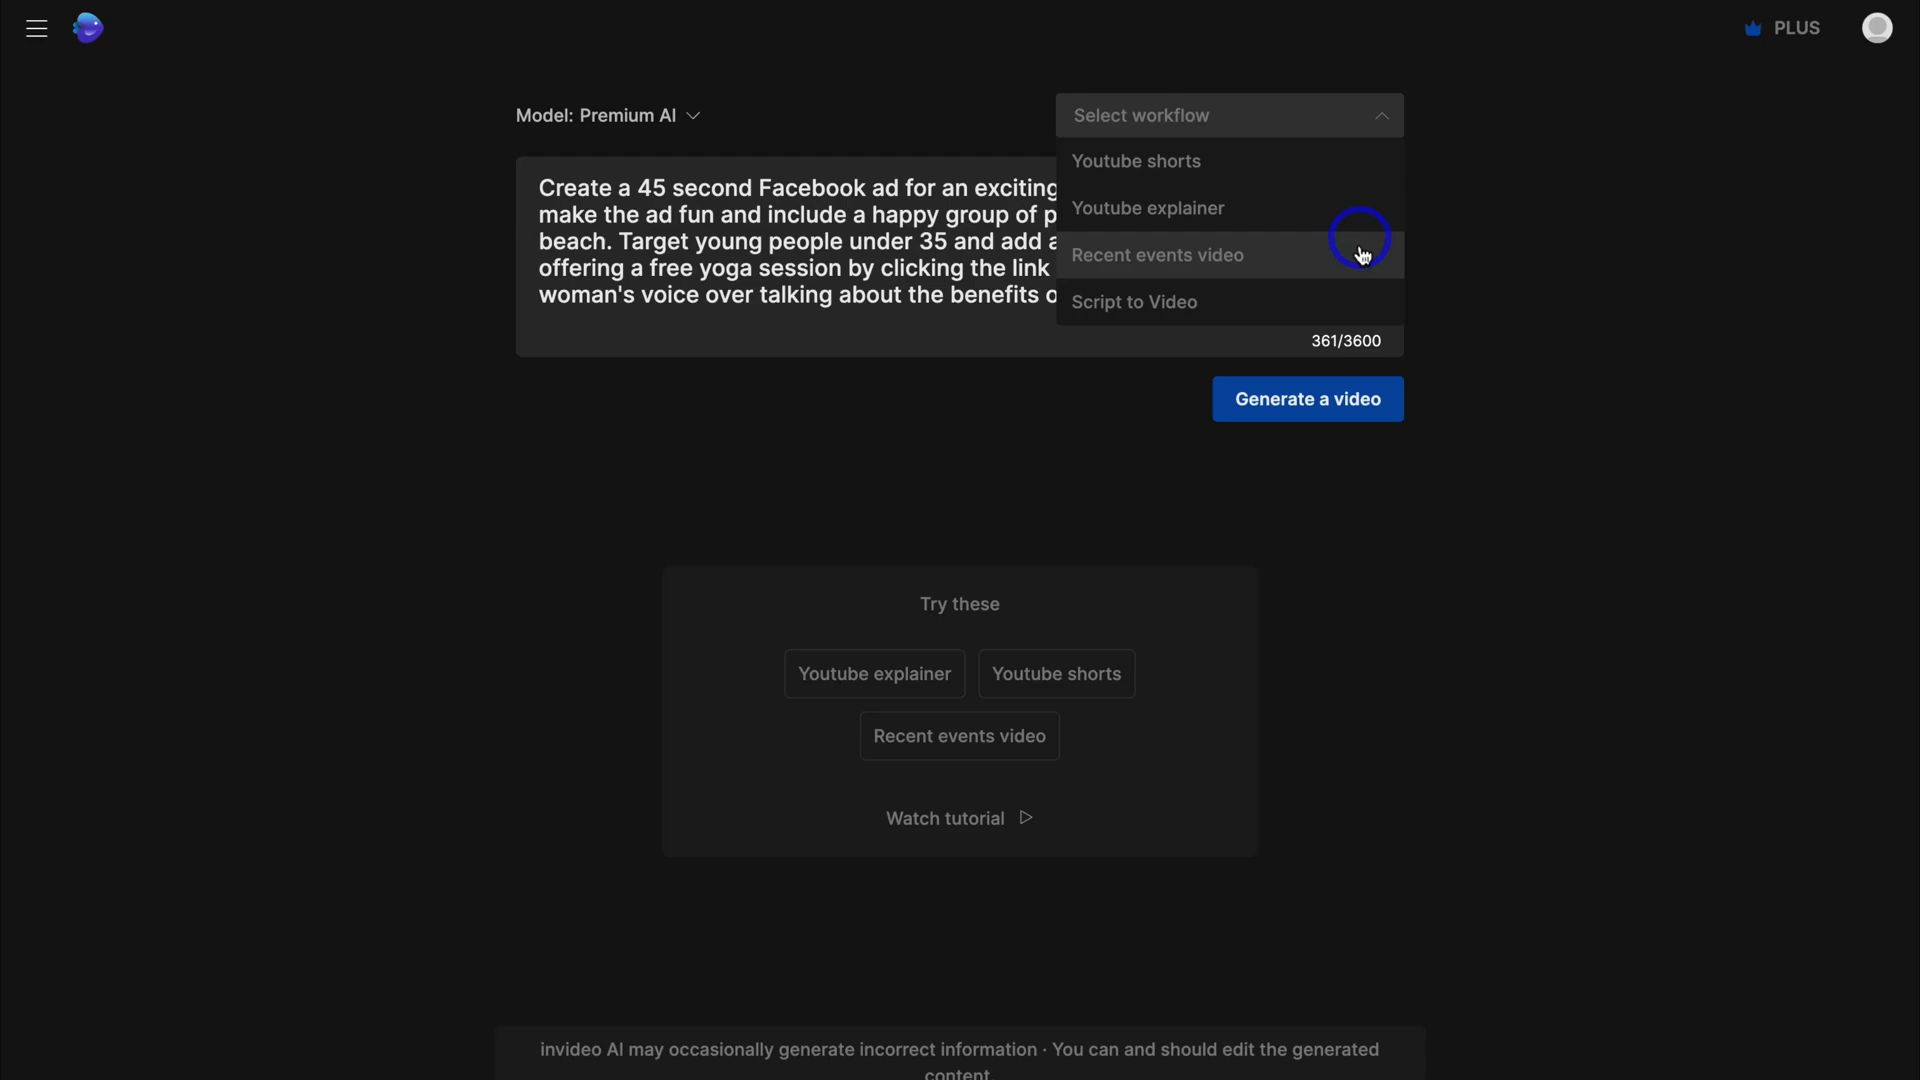 PLUS
Model: Premium AI
Select workflow
Youtube shorts
Youtube explainer
Recent events video
Script to Video
Create a 45 second Facebook ad for an exciting
make the ad fun and include a happy group of p
beach. Target young people under 35 and add a
offering a free yoga session by clicking the link
woman's voice over talking about the benefits o
361/3600
Generate a video
Try these
Youtube explainer
Youtube shorts
Recent events video
Watch tutorial
invideo AI may occasionally generate incorrect information · You can and should edit the generated
content